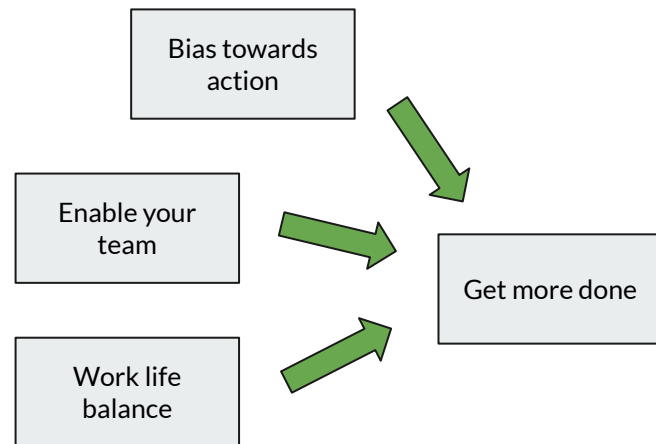 Bias towards
action
Enable your
team
Get more done
Work life
balance